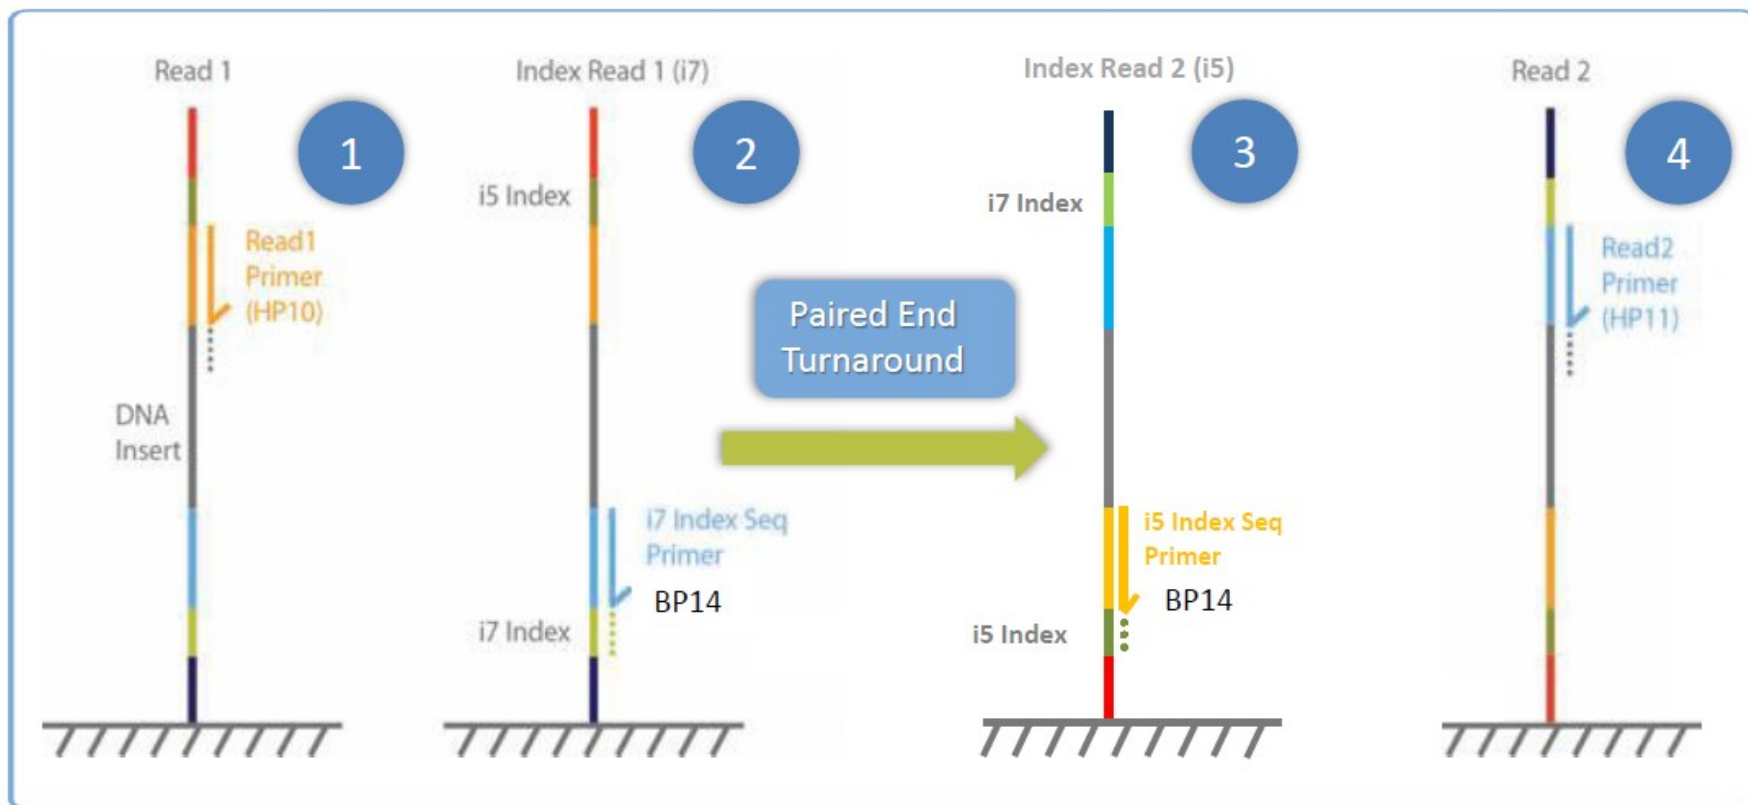 Read 1
1
Read1
Primer
(HP10)
DNA
Insert
Index Read 1 (i7)
2
i5 Index
i7 Index Seq
Primer
BP14
i7 Index
Paired End
Turnaround
Index Read 2 (i5)
3
i7 Index
i5 Index Seq
Primer
BP14
i5 Index
Read 2
4
Read2
Primer
(HP11)